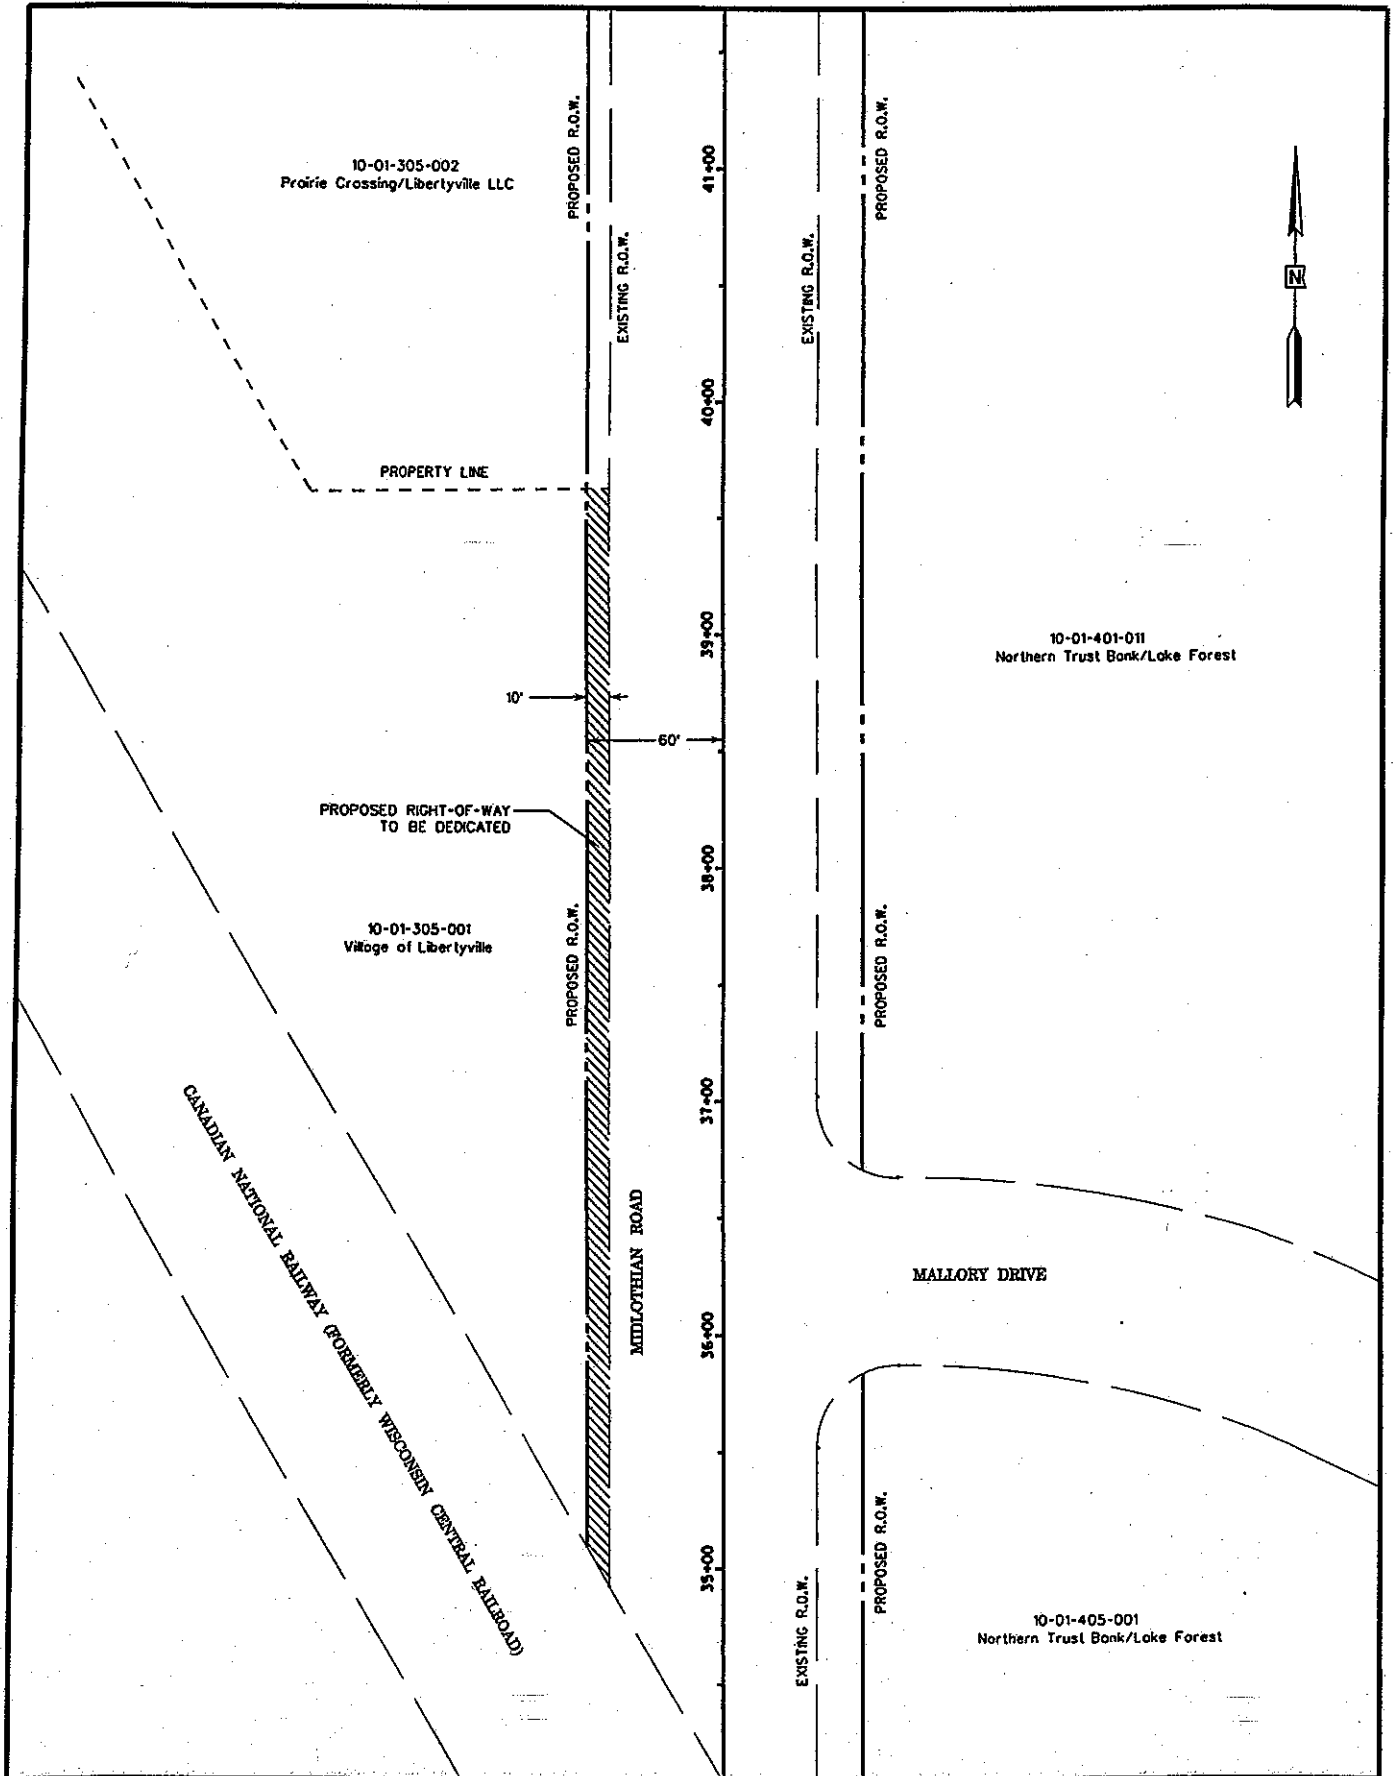 10-01-305-002
Prairie Crossing/Libertyville LLC
PROPOSED R.O.W.
EXISTING R.O.W.
41+00
EXISTING R.O.W.
PROPOSED R.O.W.
N
40+00
PROPERTY LINE
39+00
10-01-401-011
Northern Trust Bank/Lake Forest
10'
60'
PROPOSED RIGHT-OF-WAY
TO BE DEDICATED
38+00
10-01-305-001
Village of Libertyville
PROPOSED R.O.W.
PROPOSED R.O.W.
37+00
CANADIAN NATIONAL RAILWAY (FORMERLY WISCONSIN CENTRAL RAILROAD)
MIDLOTHIAN ROAD
MALLORY DRIVE
36+00
35+00
EXISTING R.O.W.
PROPOSED R.O.W.
10-01-405-001
Northern Trust Bank/Lake Forest